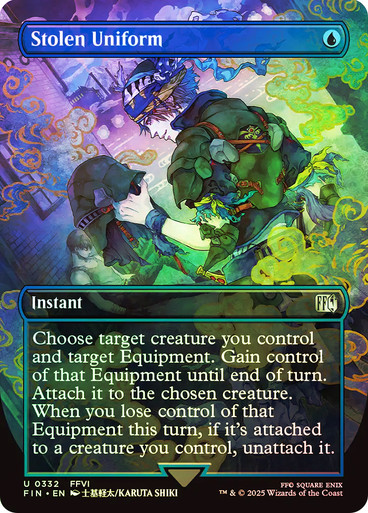 Stolen Uniform
Instant
Choose target creature you control
and target Equipment. Gain control
of that Equipment until end of turn.
Attach it to the chosen creature.
When you lose control of that
Equipment this turn, if it's attached
to a creature you control, unattach it.
U 0332 FFVI
FIN • EN 士基軽太/KARUTA SHIKI
FF© SQUARE ENIX
™ & © 2025 Wizards of the Coast